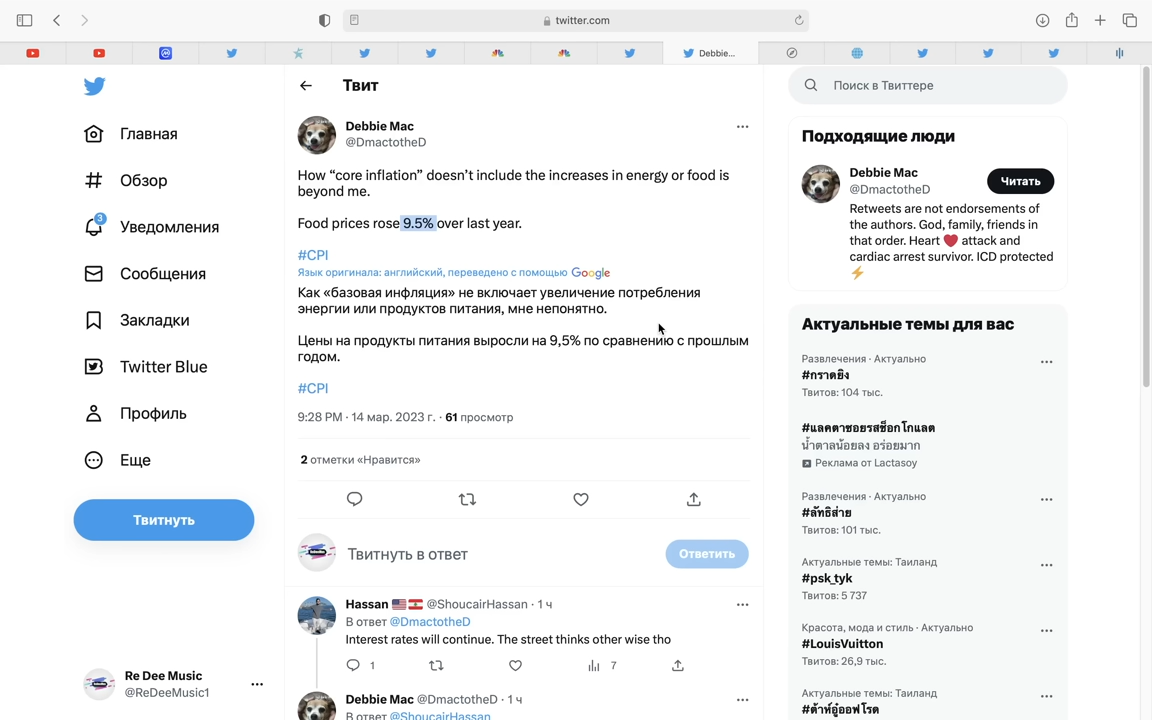 twitter.com
Debbie...
Главная
Обзор
3
Уведомления
Сообщения
Закладки
Twitter Blue
Профиль
Еще
Твитнуть
Re Dee Music
@ReDeeMusic1
Твит
Debbie Mac
@DmactotheD
How “core inflation” doesn’t include the increases in energy or food is
beyond me.
Food prices rose 9.5% over last year.
#CPI
Язык оригинала: английский, переведено с помощью Google
Как «базовая инфляция» не включает увеличение потребления
энергии или продуктов питания, мне непонятно.
Цены на продукты питания выросли на 9,5% по сравнению с прошлым
годом.
#CPI
9:28 PM · 14 мар. 2023 г. · 61 просмотр
2 отметки «Нравится»
Твитнуть в ответ
Ответить
Hassan 🇺🇸🇱🇧 @ShoucairHassan · 1 ч
В ответ @DmactotheD
Interest rates will continue. The street thinks other wise tho
1 7
Debbie Mac @DmactotheD · 1 ч
В ответ @ShoucairHassan
Поиск в Твиттере
Подходящие люди
Debbie Mac
@DmactotheD
Читать
Retweets are not endorsements of
the authors. God, family, friends in
that order. Heart ❤️ attack and
cardiac arrest survivor. ICD protected
⚡
Актуальные темы для вас
Развлечения · Актуально
#กราดยิง
Твитов: 104 тыс.
#แลคตาซอยรสช็อกโกแลต
น้ำตาลน้อยลง อร่อยมาก
Реклама от Lactasoy
Развлечения · Актуально
#ลัทธิส่าย
Твитов: 101 тыс.
Актуальные темы: Таиланд
#psk_tyk
Твитов: 5 737
Красота, мода и стиль · Актуально
#LouisVuitton
Твитов: 26,9 тыс.
Актуальные темы: Таиланд
#ต้าห์อู๋ออฟโรด